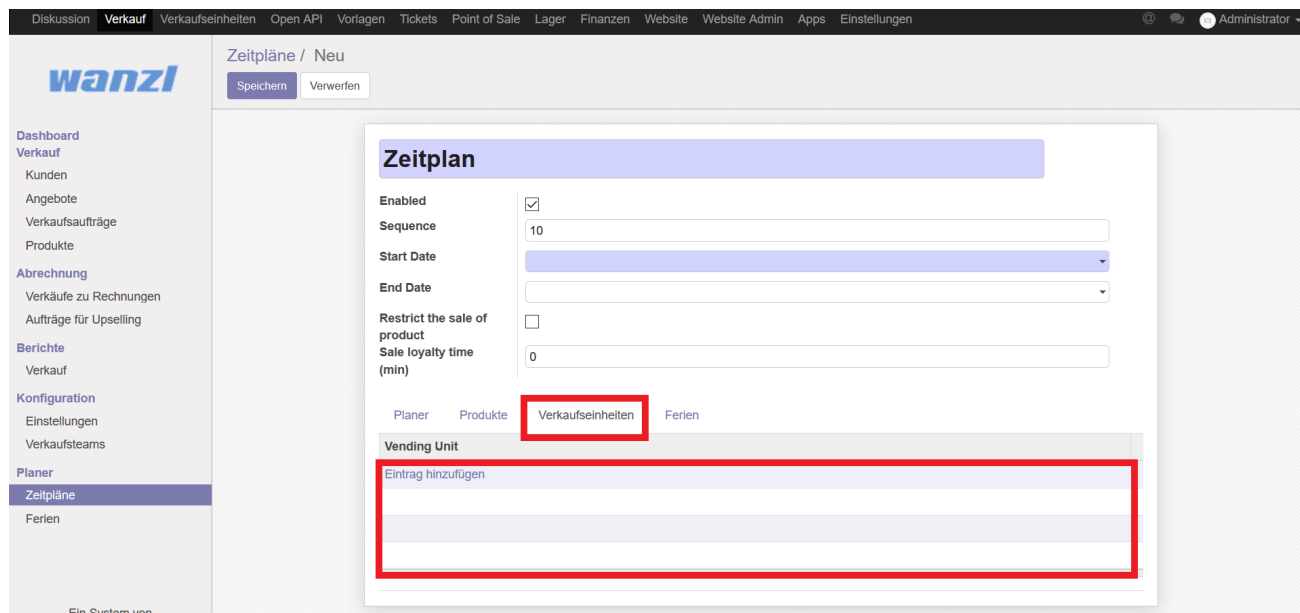 Diskussion Verkauf Verkaufseinheiten Open API Vorlagen Tickets Point of Sale Lager Finanzen Website Website Admin Apps Einstellungen @ Administrator
wanzl
Zeitpläne / Neu
Speichern Verwerfen
Dashboard
Verkauf
Kunden
Angebote
Verkaufsaufträge
Produkte
Abrechnung
Verkäufe zu Rechnungen
Aufträge für Upselling
Berichte
Verkauf
Konfiguration
Einstellungen
Verkaufsteams
Planer
Zeitpläne
Ferien
Ein System von
Zeitplan
Enabled
Sequence 10
Start Date
End Date
Restrict the sale of
product
Sale loyalty time
(min) 0
Planer Produkte Verkaufseinheiten Ferien
Vending Unit
Eintrag hinzufügen